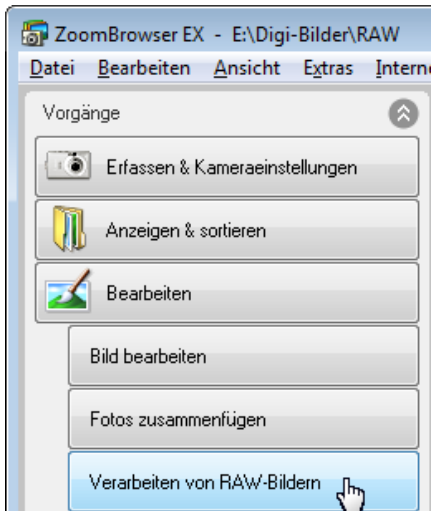 ZoomBrowser EX - E:\Digi-Bilder\RAW
Datei Bearbeiten Ansicht Extras
Vorgänge
Erfassen & Kameraeinstellungen
Anzeigen & sortieren
Bearbeiten
Bild bearbeiten
Fotos zusammenfügen
Verarbeiten von RAW-Bildern